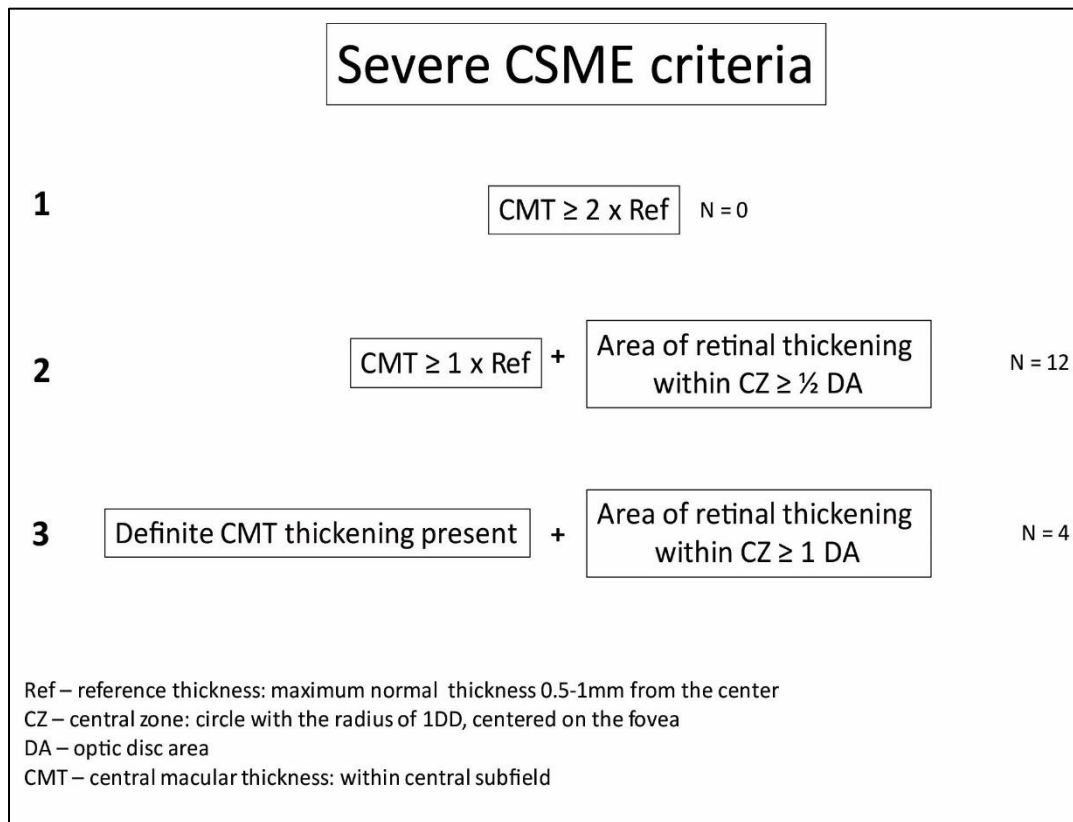 Severe CSME criteria
1
CMT ≥ 2 x Ref
N = 0
2
CMT ≥ 1 x Ref
+
Area of retinal thickening
within CZ ≥ ½ DA
N = 12
3
Definite CMT thickening present
+
Area of retinal thickening
within CZ ≥ 1 DA
N = 4
Ref – reference thickness: maximum normal thickness 0.5-1mm from the center
CZ – central zone: circle with the radius of 1DD, centered on the fovea
DA – optic disc area
CMT – central macular thickness: within central subfield